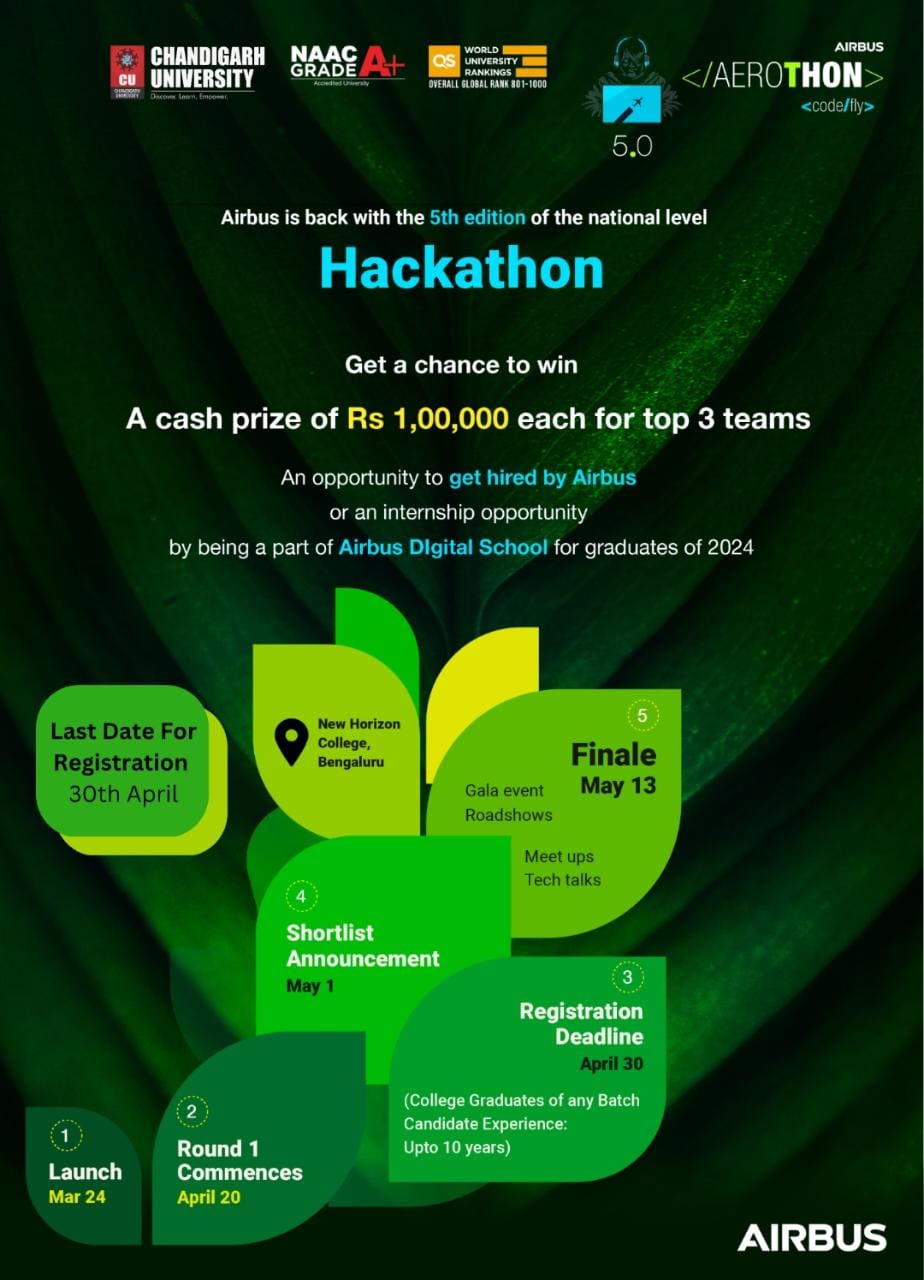 CHANDIGARH
UNIVERSITY
Discover. Learn. Empower.
CU
CHANDIGARH
UNIVERSITY
NAAC
GRADE A+
Accredited University
QS
WORLD
UNIVERSITY
RANKINGS
OVERALL GLOBAL RANK 801-1000
5.0
AIRBUS
</AEROTHON>
<code/fly>
Airbus is back with the 5th edition of the national level
Hackathon
Get a chance to win
A cash prize of Rs 1,00,000 each for top 3 teams
An opportunity to get hired by Airbus
or an internship opportunity
by being a part of Airbus DIgital School for graduates of 2024
Last Date For
Registration
30th April
New Horizon
College,
Bengaluru
5
Finale
May 13
Gala event
Roadshows
Meet ups
Tech talks
4
Shortlist
Announcement
May 1
3
Registration
Deadline
April 30
(College Graduates of any Batch
Candidate Experience:
Upto 10 years)
2
Round 1
Commences
April 20
1
Launch
Mar 24
AIRBUS